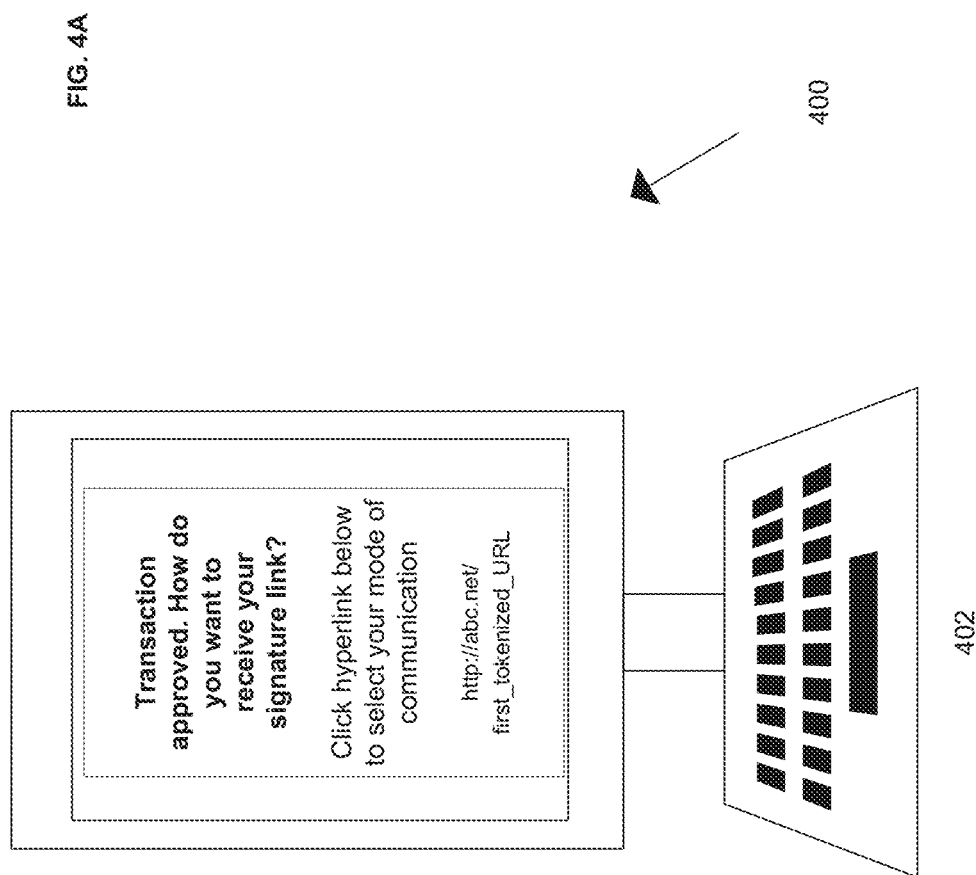 FIG. 4A
400
Transaction
approved. How do
you want to
receive your
signature link?
Click hyperlink below
to select your mode of
communication
http://abc.net/
first_tokenized_URL
402